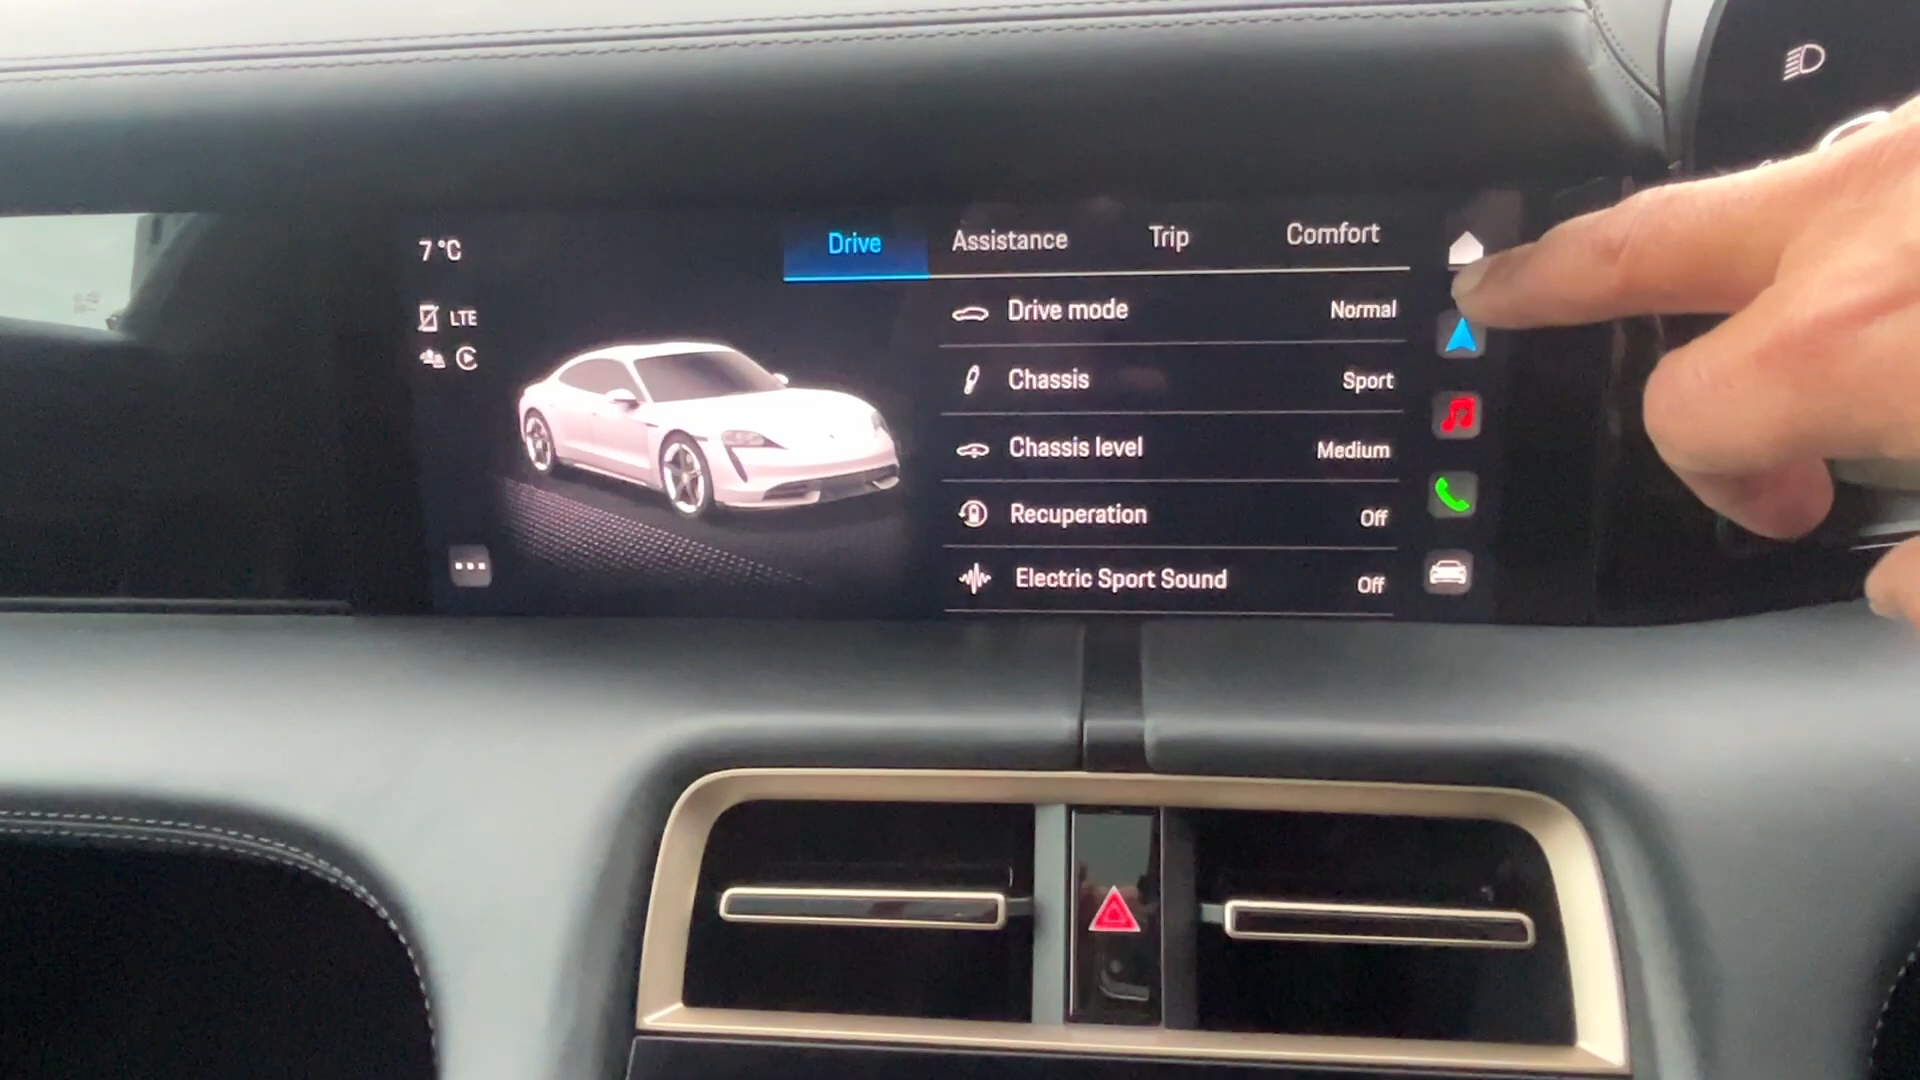 7 °C
LTE
Drive Assistance Trip Comfort
Drive mode Normal
Chassis Sport
Chassis level Medium
Recuperation Off
Electric Sport Sound Off